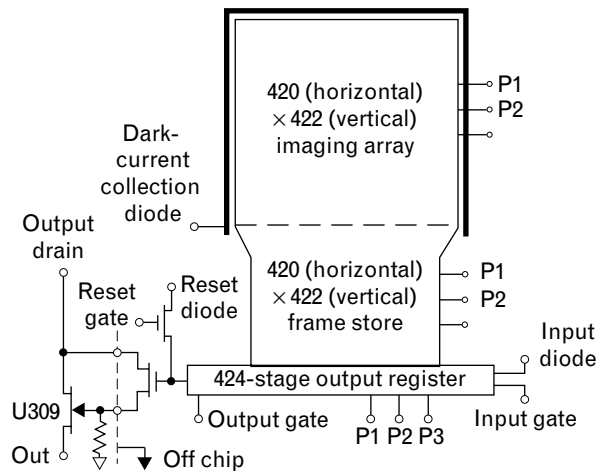 420 (horizontal)
× 422 (vertical)
imaging array
P1
P2
Dark-
current
collection
diode
Output
drain
420 (horizontal)
× 422 (vertical)
frame store
P1
P2
Reset
gate
Reset
diode
Input
diode
424-stage output register
U309
Output gate
Input gate
P1 P2 P3
Out
Off chip